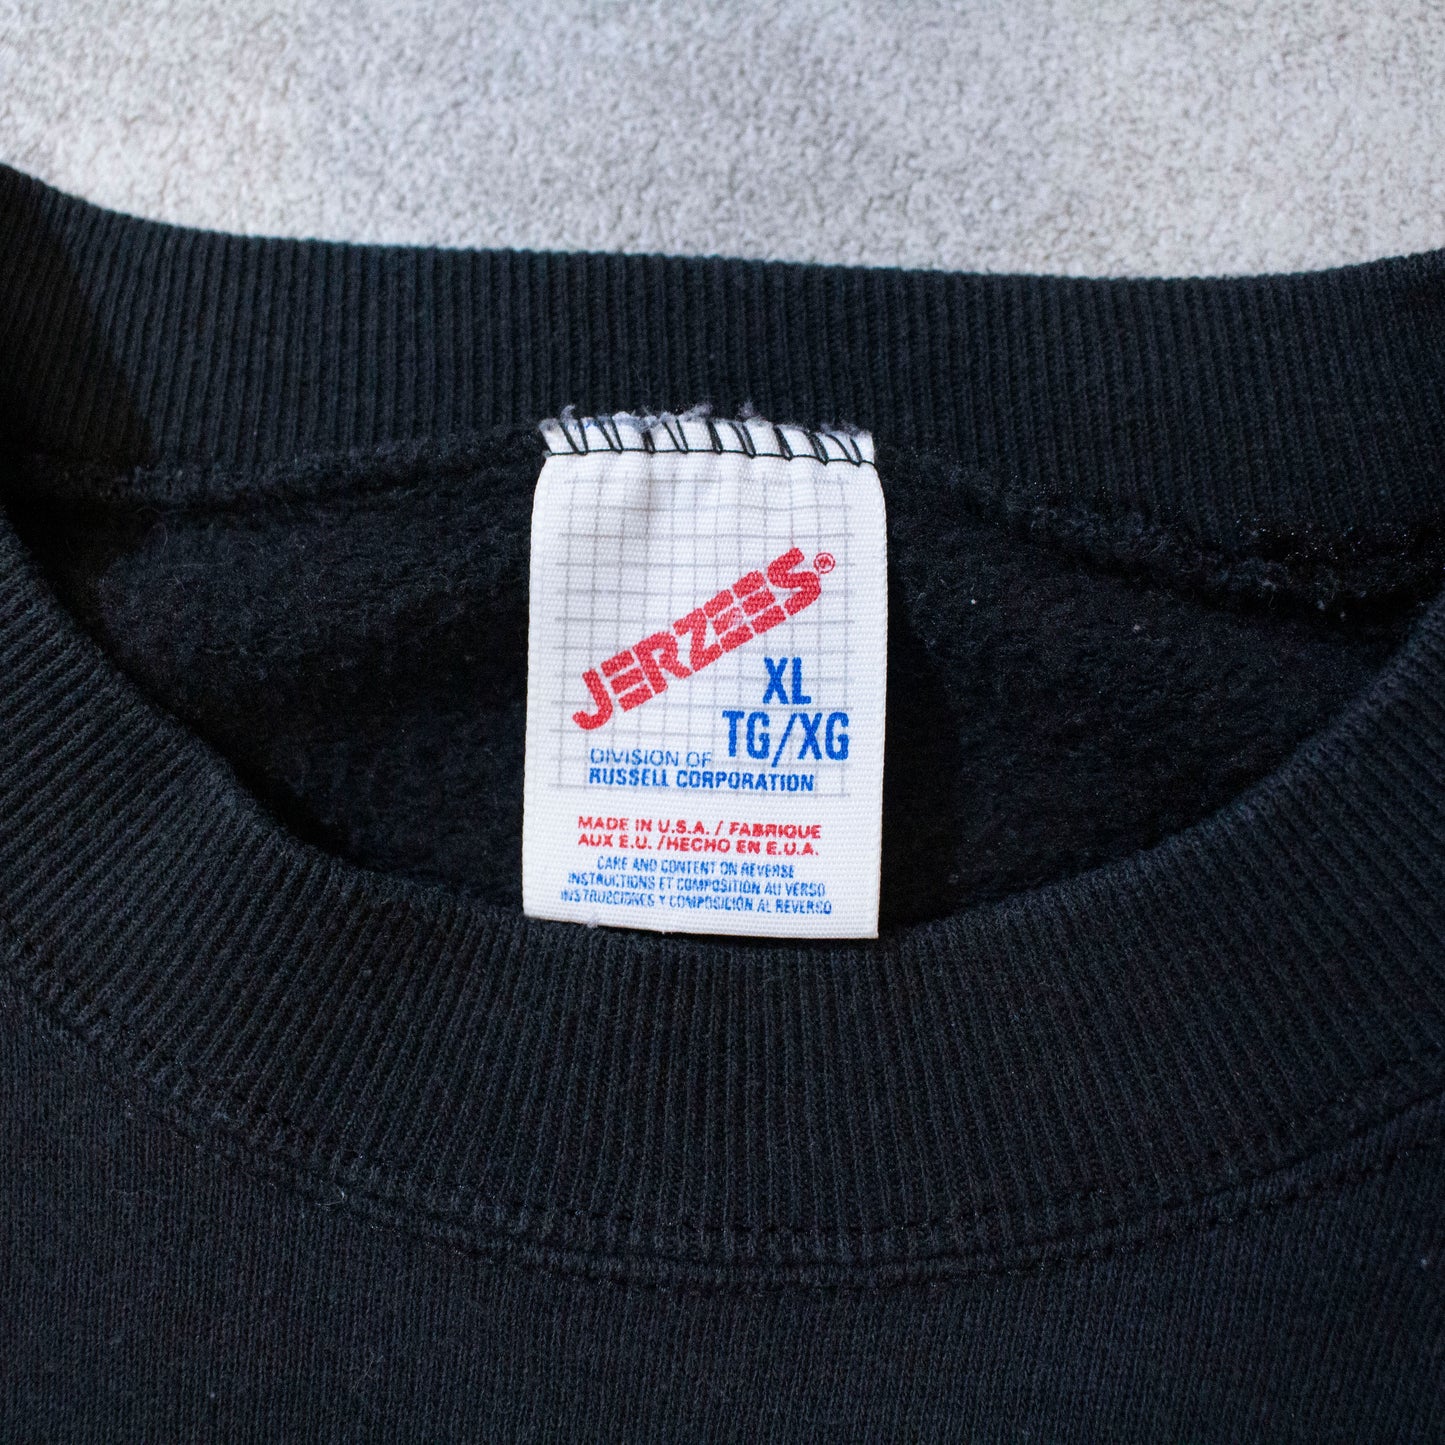 JERZEES®
XL
TG/XG
DIVISION OF
RUSSELL CORPORATION
MADE IN U.S.A. / FABRIQUE
AUX E.U. /HECHO EN E.U.A.
CARE AND CONTENT ON REVERSE
INSTRUCTIONS ET COMPOSITION AU VERSO
INSTRUCCIONES Y COMPOSICIÓN AL REVERSO